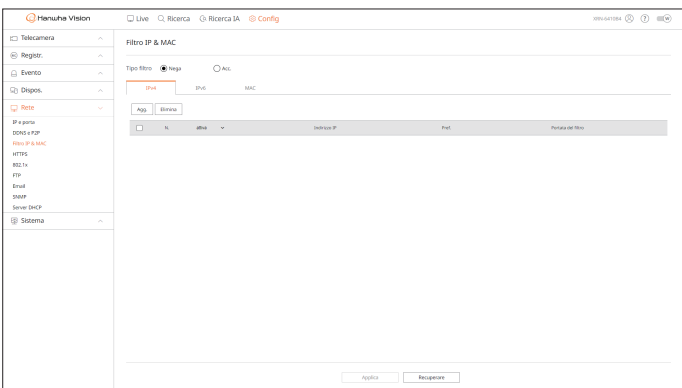 Hanwha Vision
Live Ricerca Ricerca IA Config
Telecamera
Registr.
Evento
Dispos.
Rete
IP e porta
DDNS e P2P
Filtro IP & MAC
HTTPS
802.1x
FTP
Email
SNMP
Server DHCP
Sistema
Filtro IP & MAC
Tipo filtro Nega Acc.
IPv4 IPv6 MAC
Agg. Elimina
N. attiva Indirizzo IP Pref. Portata del filtro
Applica Recuperare